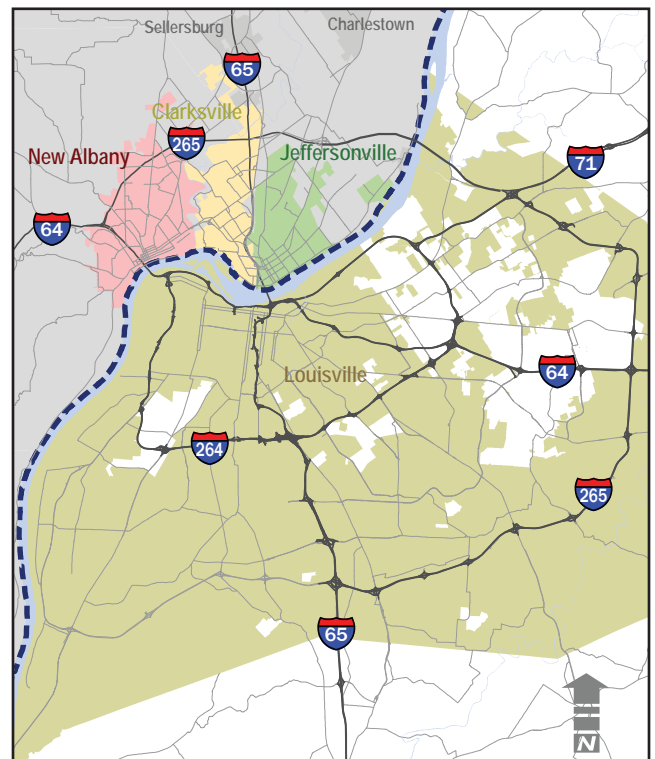 Sellersburg
Charlestown
65
Clarksville
265
New Albany
Jeffersonville
71
64
Louisville
64
264
265
65
N